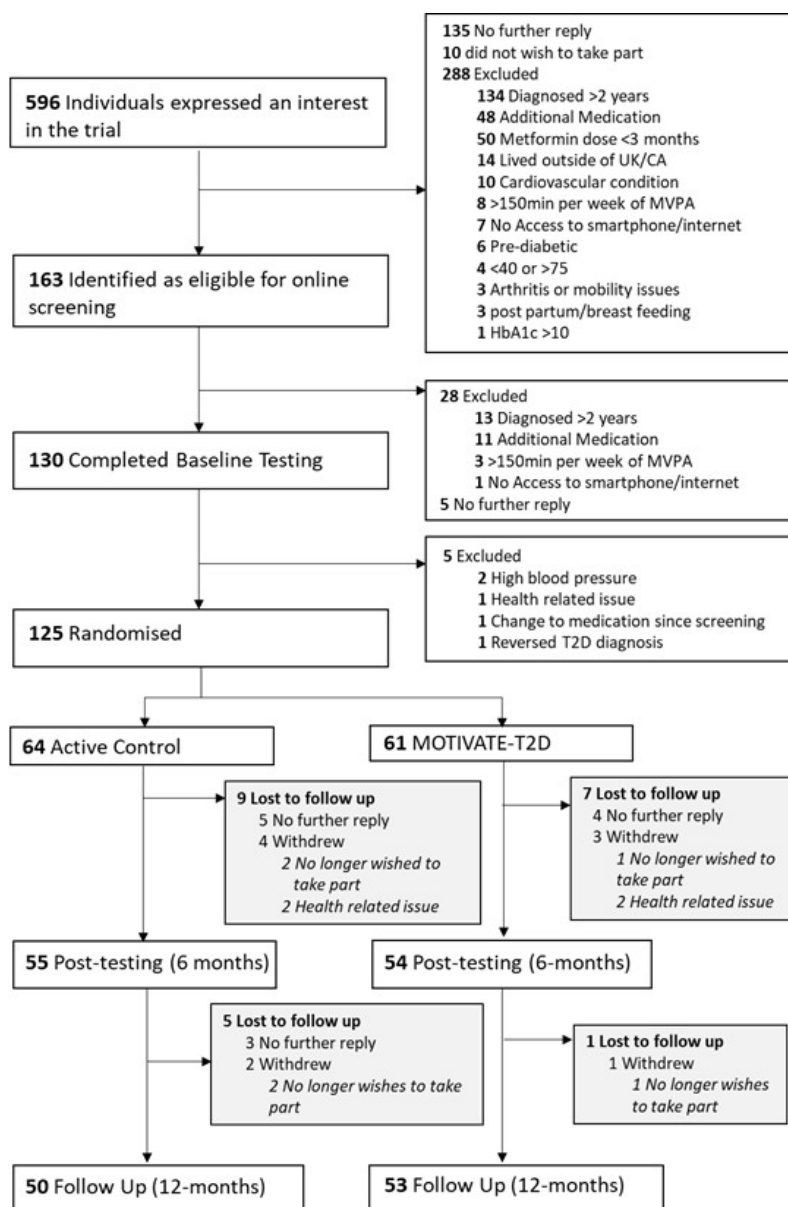 135 No further reply
10 did not wish to take part
288 Excluded
134 Diagnosed >2 years
48 Additional Medication
50 Metformin dose <3 months
14 Lived outside of UK/CA
10 Cardiovascular condition
8 >150min per week of MVPA
7 No Access to smartphone/internet
6 Pre-diabetic
4 <40 or >75
3 Arthritis or mobility issues
3 post partum/breast feeding
1 HbA1c >10
596 Individuals expressed an interest
in the trial
163 Identified as eligible for online
screening
28 Excluded
13 Diagnosed >2 years
11 Additional Medication
3 >150min per week of MVPA
1 No Access to smartphone/internet
5 No further reply
130 Completed Baseline Testing
5 Excluded
2 High blood pressure
1 Health related issue
1 Change to medication since screening
1 Reversed T2D diagnosis
125 Randomised
64 Active Control
61 MOTIVATE-T2D
9 Lost to follow up
5 No further reply
4 Withdrew
2 No longer wished to
take part
2 Health related issue
7 Lost to follow up
4 No further reply
3 Withdrew
1 No longer wished to
take part
2 Health related issue
55 Post-testing (6 months)
54 Post-testing (6-months)
5 Lost to follow up
3 No further reply
2 Withdrew
2 No longer wishes to take
part
1 Lost to follow up
1 Withdrew
1 No longer wishes
to take part
50 Follow Up (12-months)
53 Follow Up (12-months)